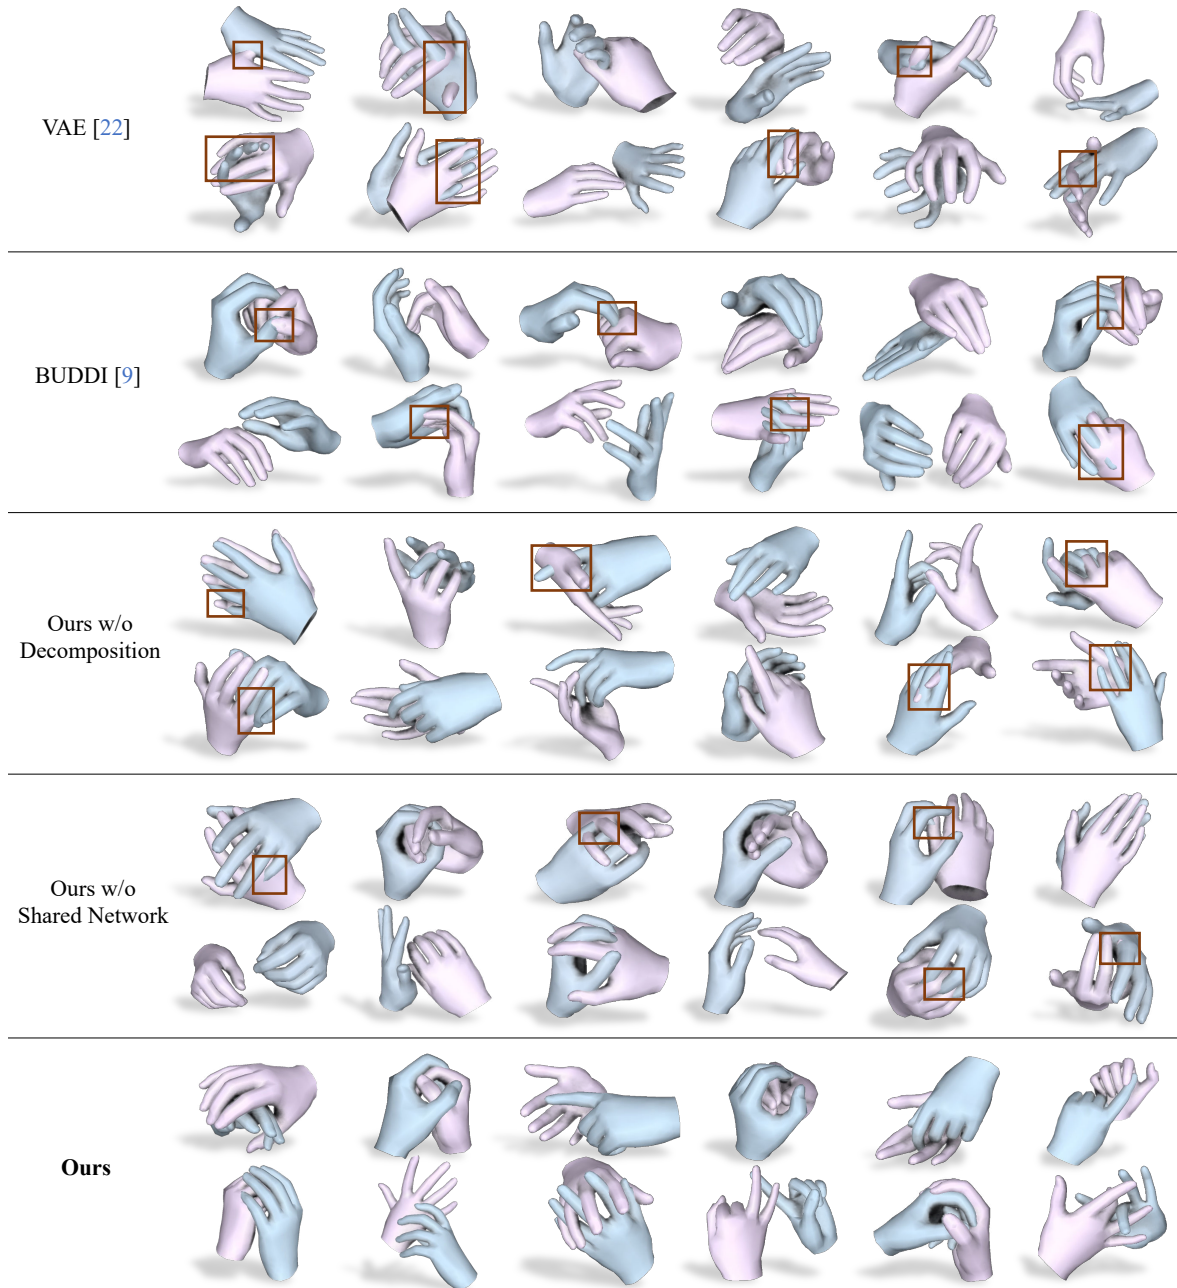 VAE [22]
BUDDI [9]
Ours w/o
Decomposition
Ours w/o
Shared Network
Ours